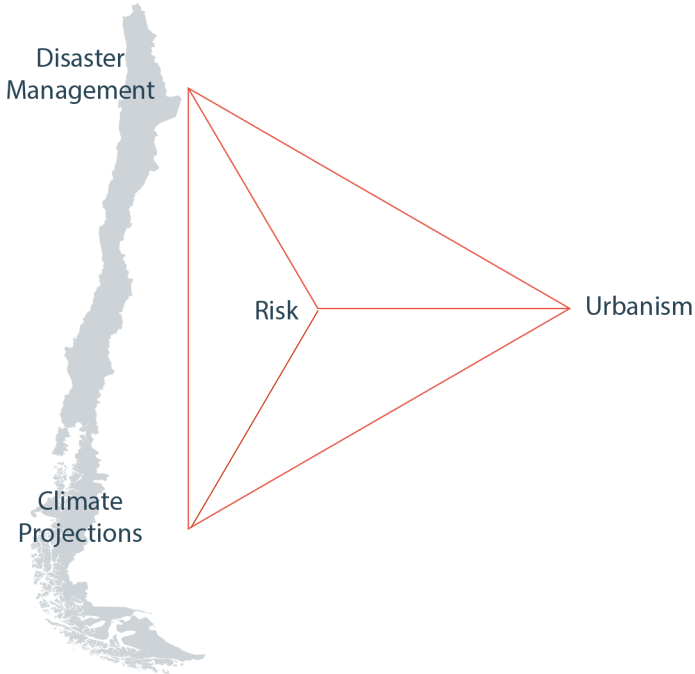 Disaster
Management
Risk
Urbanism
Climate
Projections